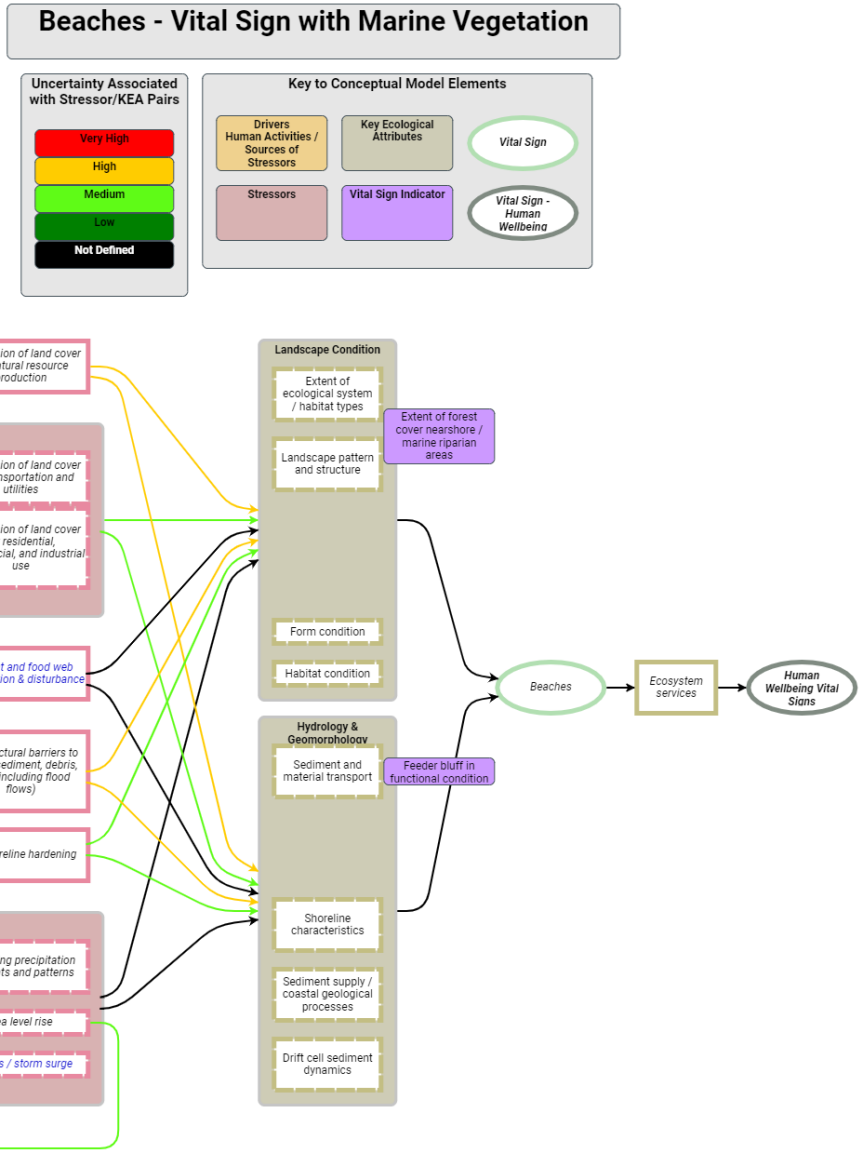 Beaches - Vital Sign with Marine Vegetation
Uncertainty Associated
with Stressor/KEA Pairs
Very High
High
Medium
Low
Not Defined
Key to Conceptual Model Elements
Drivers
Human Activities /
Sources of
Stressors
Key Ecological
Attributes
Vital Sign
Stressors
Vital Sign Indicator
Vital Sign -
Human
Wellbeing
ion of land cover
tural resource
roduction
ion of land cover
nsportation and
utilities
ion of land cover
residential,
cial, and industrial
use
t and food web
ion & disturbance
ctural barriers to
sediment, debris,
including flood
flows)
reline hardening
ng precipitation
nts and patterns
a level rise
s / storm surge
Landscape Condition
Extent of
ecological system
/ habitat types
Landscape pattern
and structure
Form condition
Habitat condition
Extent of forest
cover nearshore /
marine riparian
areas
Hydrology &
Geomorphology
Sediment and
material transport
Feeder bluff in
functional condition
Shoreline
characteristics
Sediment supply /
coastal geological
processes
Drift cell sediment
dynamics
Beaches
Ecosystem
services
Human
Wellbeing Vital
Signs